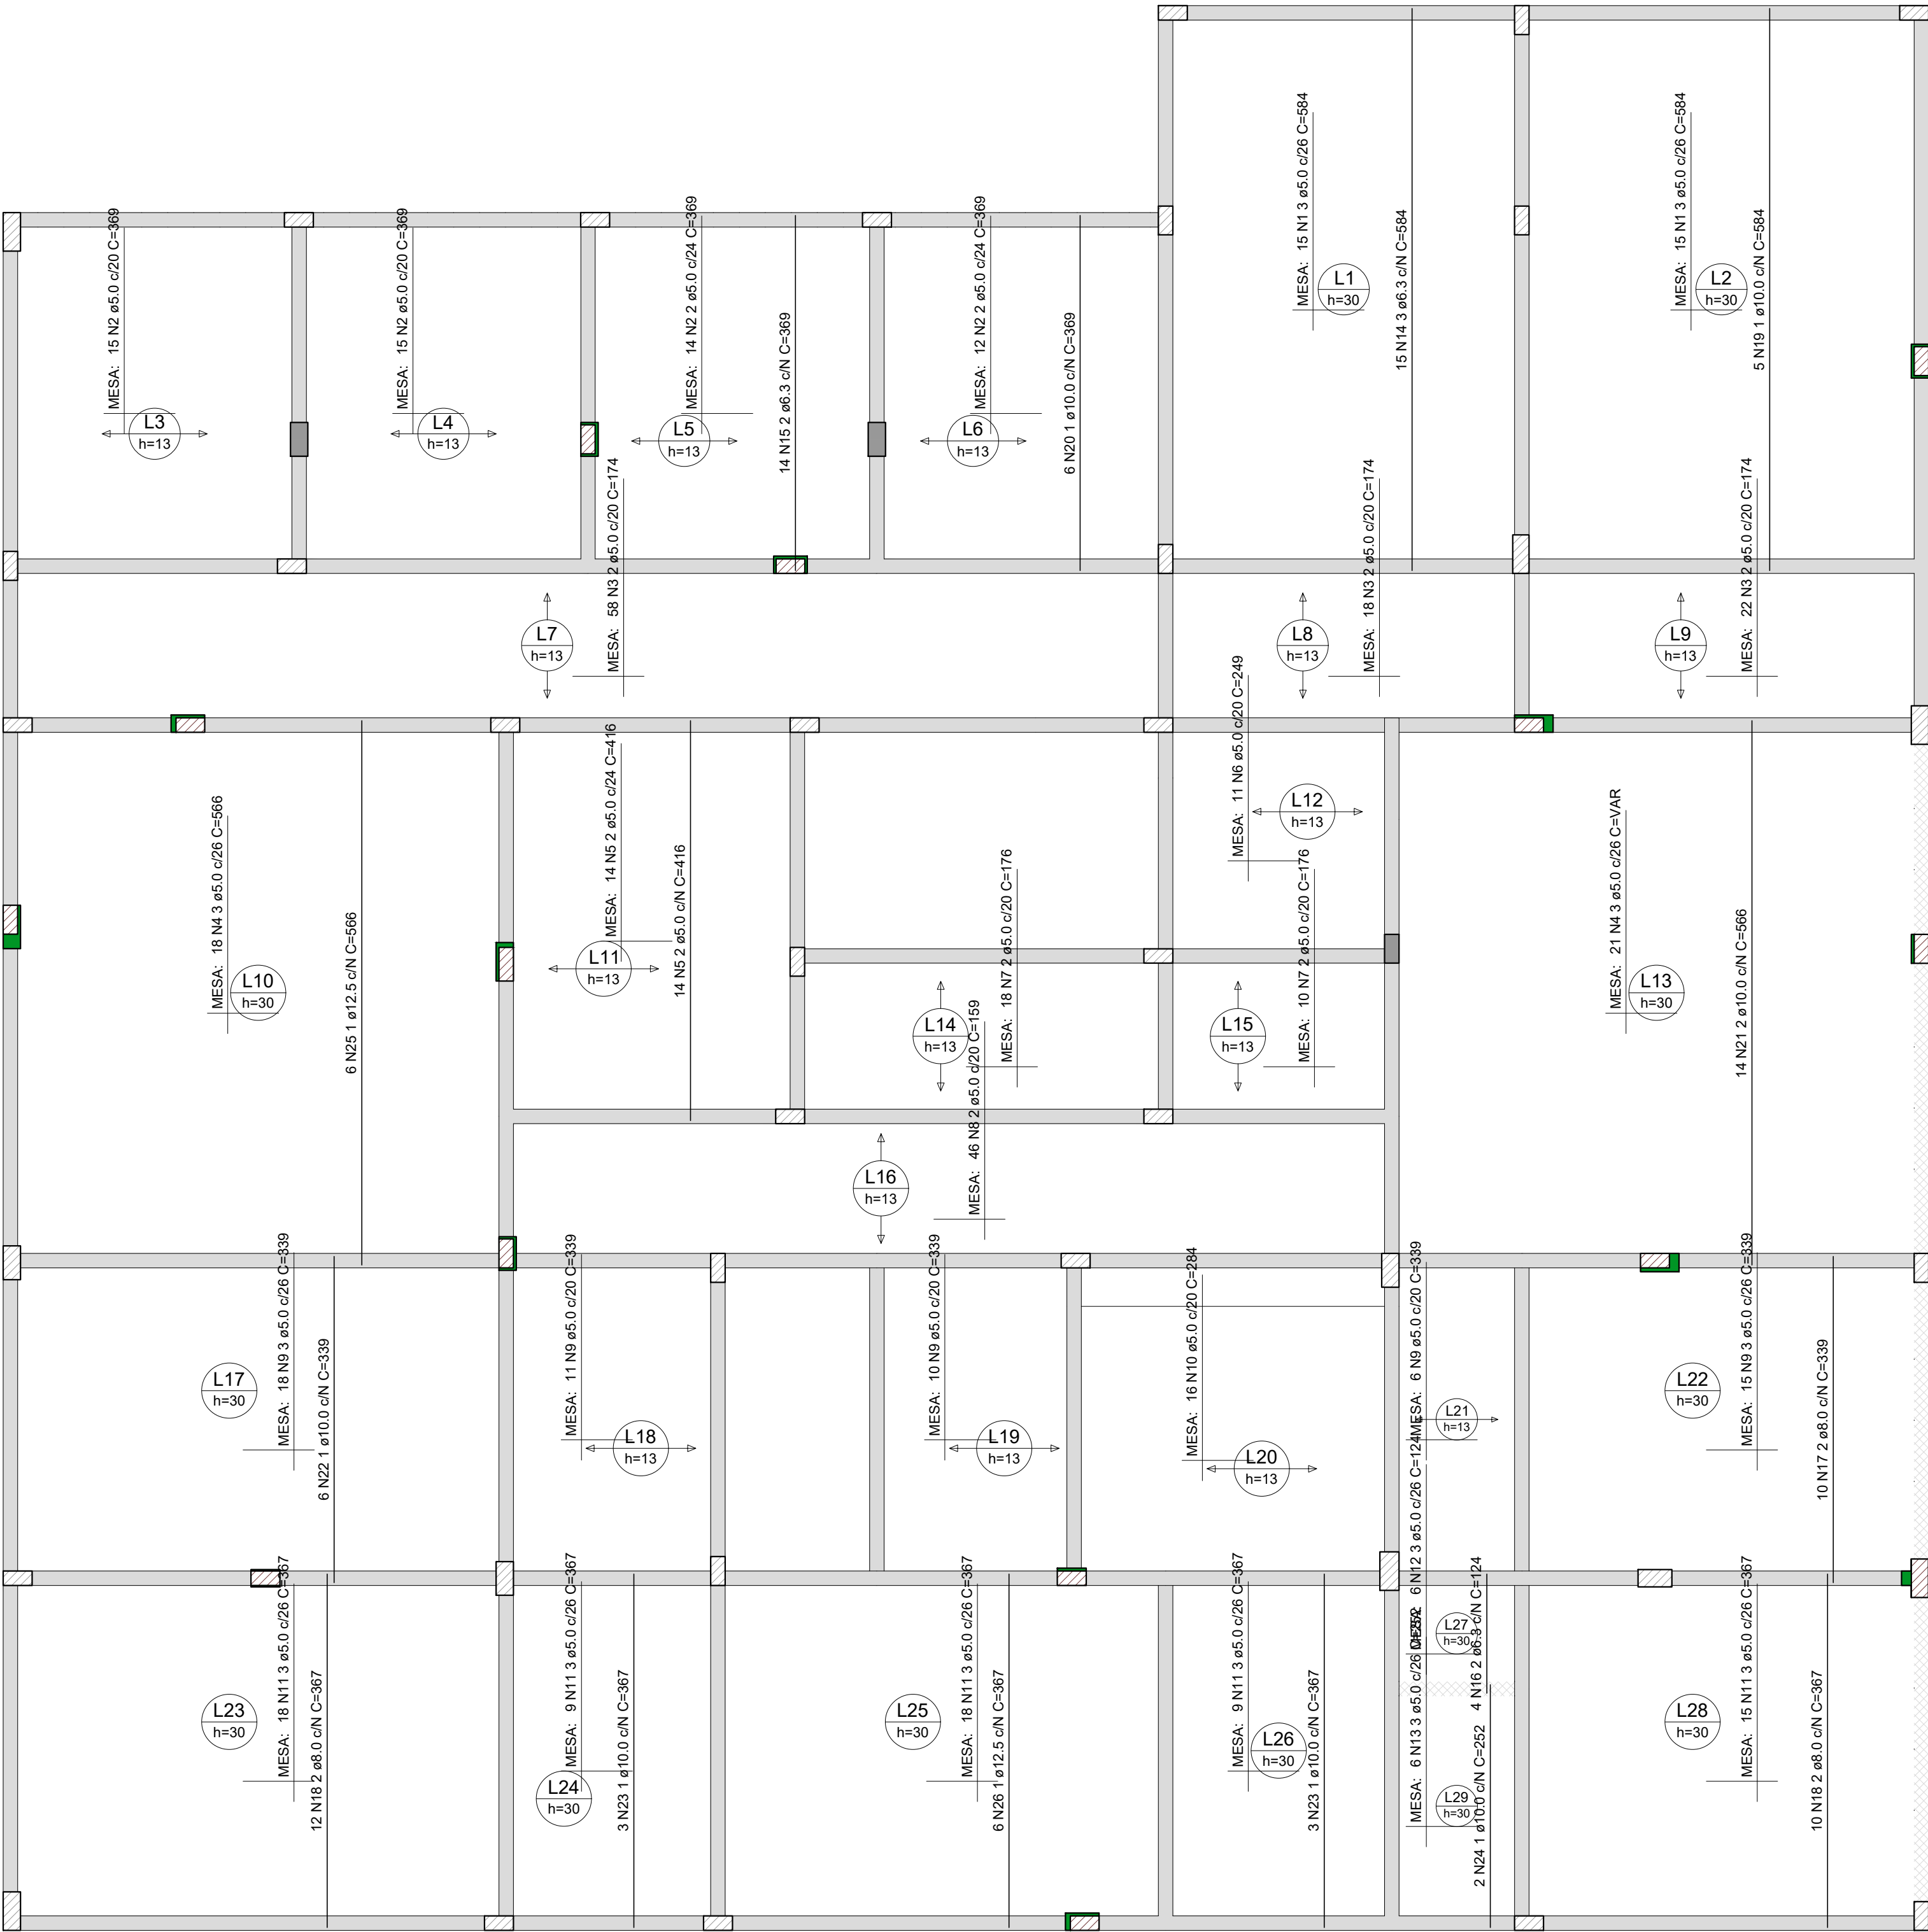 MESA: 15 N1 3 ø5.0 c/26 C=584
L1
h=30
15 N14 3 ø6.3 c/N C=584
MESA: 15 N1 3 ø5.0 c/26 C=584
L2
h=30
5 N19 1 ø10.0 c/N C=584
MESA: 15 N2 ø5.0 c/20 C=369
L3
h=13
MESA: 15 N2 ø5.0 c/20 C=369
L4
h=13
MESA: 14 N2 2 ø5.0 c/24 C=369
L5
h=13
14 N15 2 ø6.3 c/N C=369
MESA: 12 N2 2 ø5.0 c/24 C=369
L6
h=13
6 N20 1 ø10.0 c/N C=369
L7
h=13
MESA: 58 N3 2 ø5.0 c/20 C=174
L8
h=13
MESA: 18 N3 2 ø5.0 c/20 C=174
L9
h=13
MESA: 22 N3 2 ø5.0 c/20 C=174
MESA: 18 N4 3 ø5.0 c/26 C=566
L10
h=30
6 N25 1 ø12.5 c/N C=566
MESA: 14 N5 2 ø5.0 c/24 C=416
L11
h=13
14 N5 2 ø5.0 c/N C=416
MESA: 11 N6 ø5.0 c/20 C=249
L12
h=13
MESA: 21 N4 3 ø5.0 c/26 C=VAR
L13
h=30
14 N21 2 ø10.0 c/N C=566
L14
h=13
MESA: 18 N7 2 ø5.0 c/20 C=176
L15
h=13
MESA: 10 N7 2 ø5.0 c/20 C=176
L16
h=13
MESA: 46 N8 2 ø5.0 c/20 C=159
L17
h=30
MESA: 18 N9 3 ø5.0 c/26 C=339
6 N22 1 ø10.0 c/N C=339
MESA: 11 N9 ø5.0 c/20 C=339
L18
h=13
MESA: 10 N9 ø5.0 c/20 C=339
L19
h=13
MESA: 16 N10 ø5.0 c/20 C=284
L20
h=13
MESA: 6 N9 ø5.0 c/20 C=339
L21
h=13
L22
h=30
MESA: 15 N9 3 ø5.0 c/26 C=339
10 N17 2 ø8.0 c/N C=339
L23
h=30
MESA: 18 N11 3 ø5.0 c/26 C=367
12 N18 2 ø8.0 c/N C=367
MESA: 9 N11 3 ø5.0 c/26 C=367
L24
h=30
3 N23 1 ø10.0 c/N C=367
L25
h=30
MESA: 18 N11 3 ø5.0 c/26 C=367
6 N26 1 ø12.5 c/N C=367
MESA: 9 N11 3 ø5.0 c/26 C=367
L26
h=30
3 N23 1 ø10.0 c/N C=367
MESA: 6 N12 3 ø5.0 c/26 C=124
L27
h=30
4 N16 2 ø6.3 c/N C=124
L28
h=30
MESA: 15 N11 3 ø5.0 c/26 C=367
10 N18 2 ø8.0 c/N C=367
MESA: 6 N13 3 ø5.0 c/26 C=252
L29
h=30
2 N24 1 ø10.0 c/N C=252